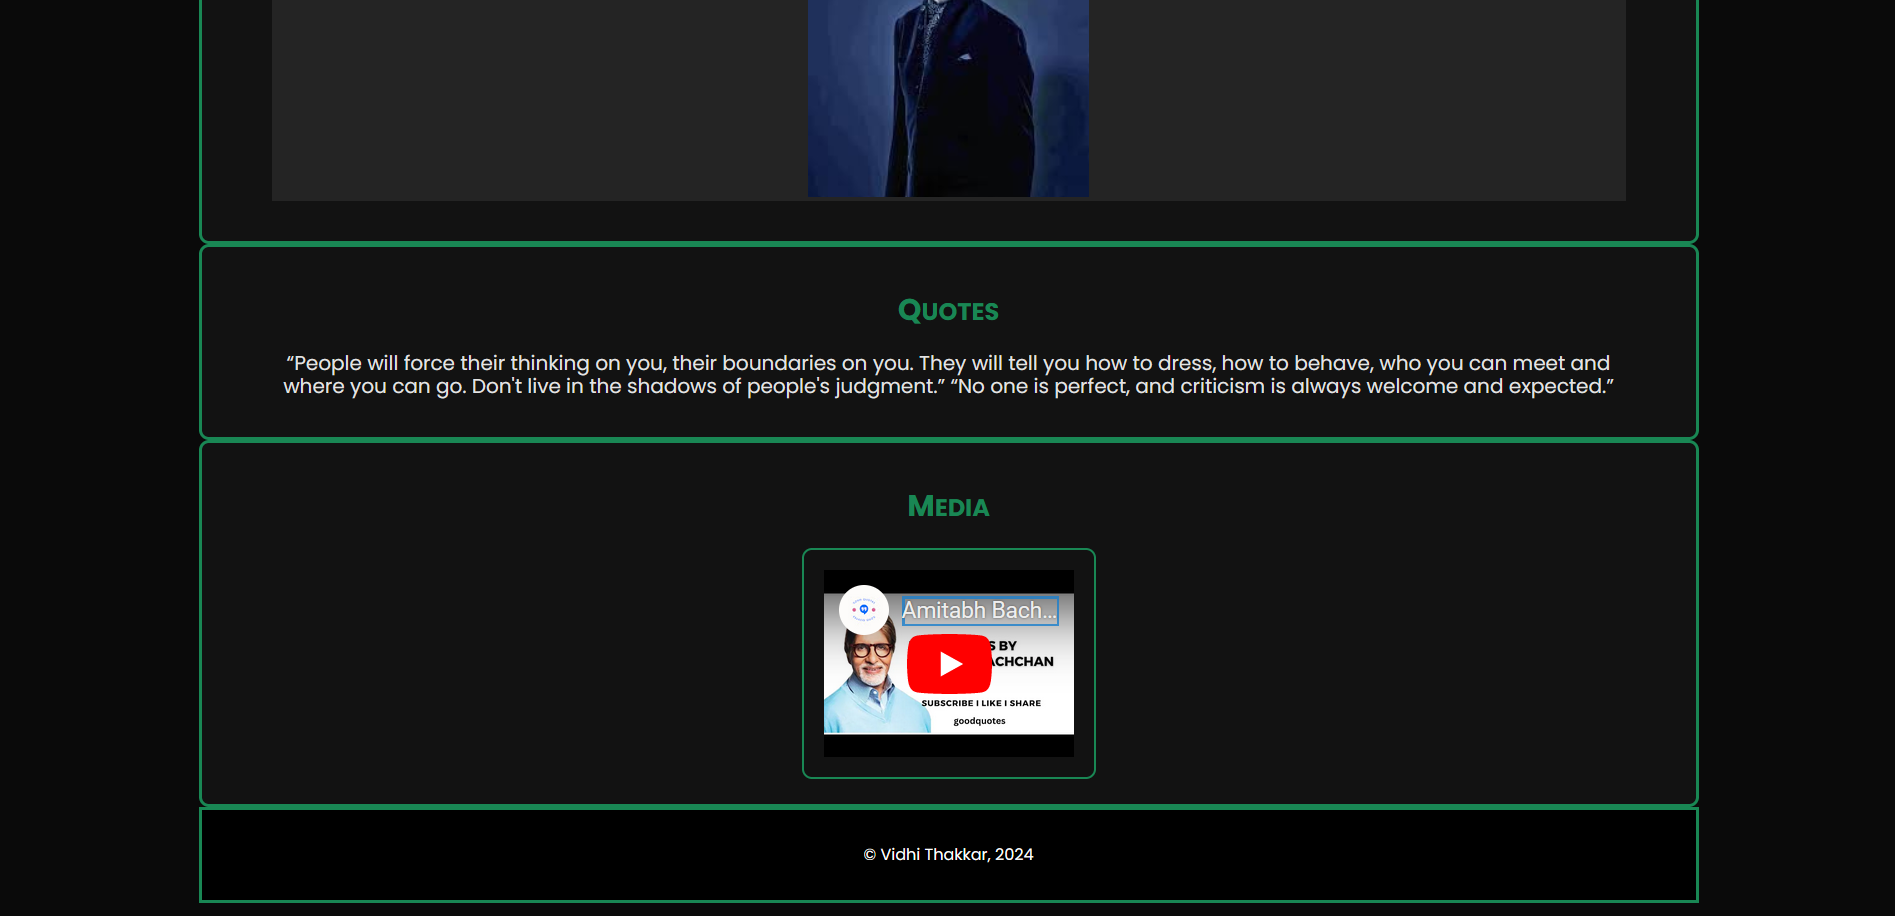 Quotes
“People will force their thinking on you, their boundaries on you. They will tell you how to dress, how to behave, who you can meet and
where you can go. Don't live in the shadows of people's judgment.” “No one is perfect, and criticism is always welcome and expected.”
Media
Amitabh Bach...
S BY
ACHCHAN
SUBSCRIBE I LIKE I SHARE
goodquotes
© Vidhi Thakkar, 2024